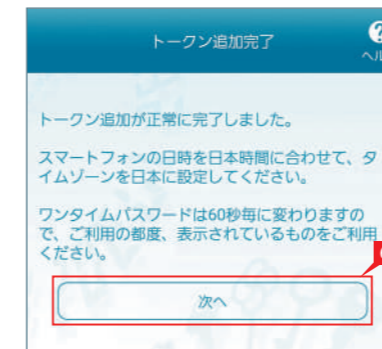 トークン追加完了
?
トークン追加が正常に完了しました。
スマートフォンの日時を日本時間に合わせて、タ
イムゾーンを日本に設定してください。
ワンタイムパスワードは60秒毎に変わりますの
で、ご利用の都度、表示されているものをご利用
ください。
次へ